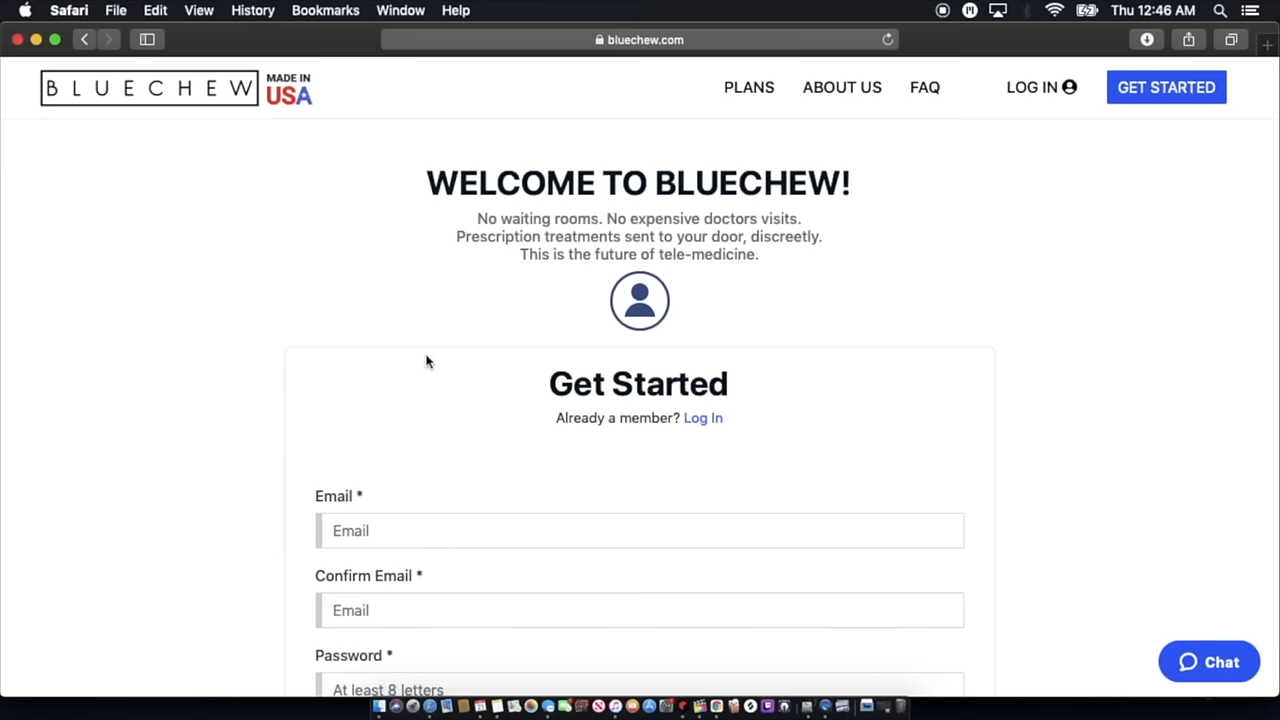 Safari File Edit View History Bookmarks Window Help Thu 12:46 AM
bluechew.com
BLUECHEW MADE IN USA PLANS ABOUT US FAQ LOG IN GET STARTED
WELCOME TO BLUECHEW!
No waiting rooms. No expensive doctors visits.
Prescription treatments sent to your door, discreetly.
This is the future of tele-medicine.
Get Started
Already a member? Log In
Email *
Email
Confirm Email *
Email
Password *
At least 8 letters
Chat